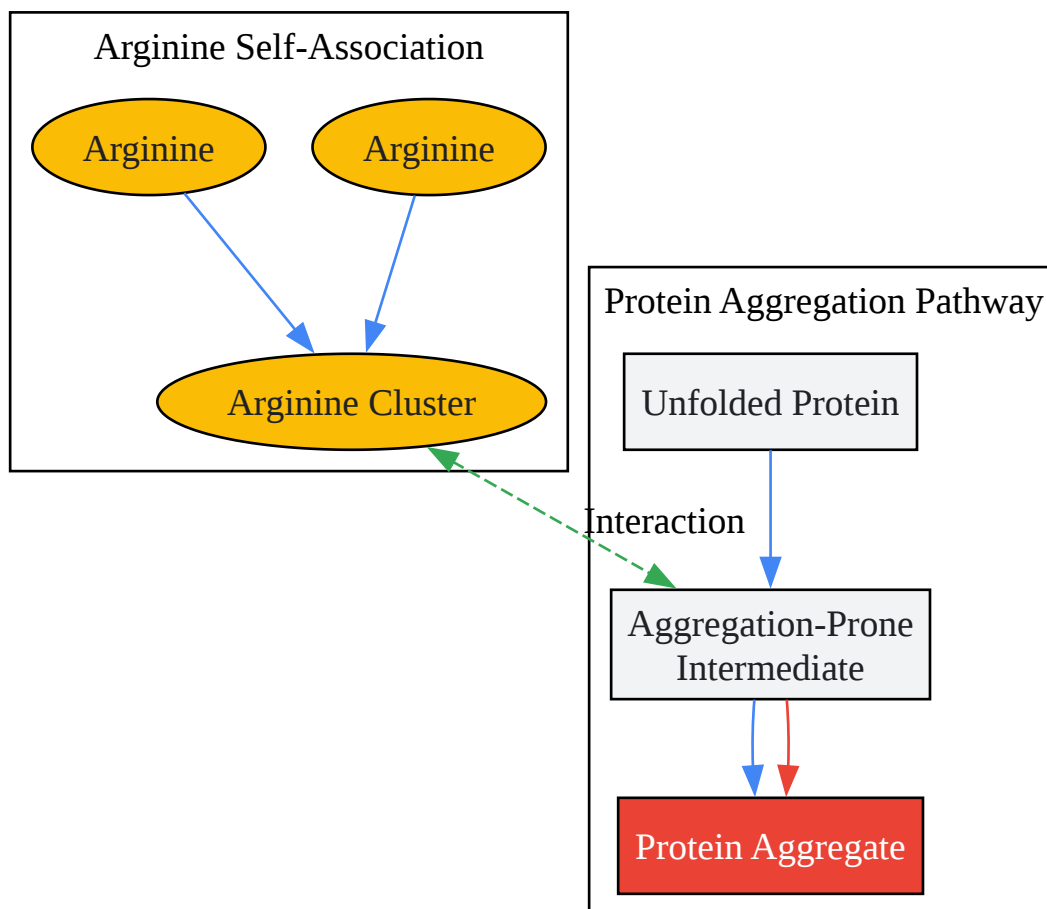 Arginine Self-Association
Arginine
Arginine
Arginine Cluster
Protein Aggregation Pathway
Unfolded Protein
Interaction
Aggregation-Prone
Intermediate
Protein Aggregate